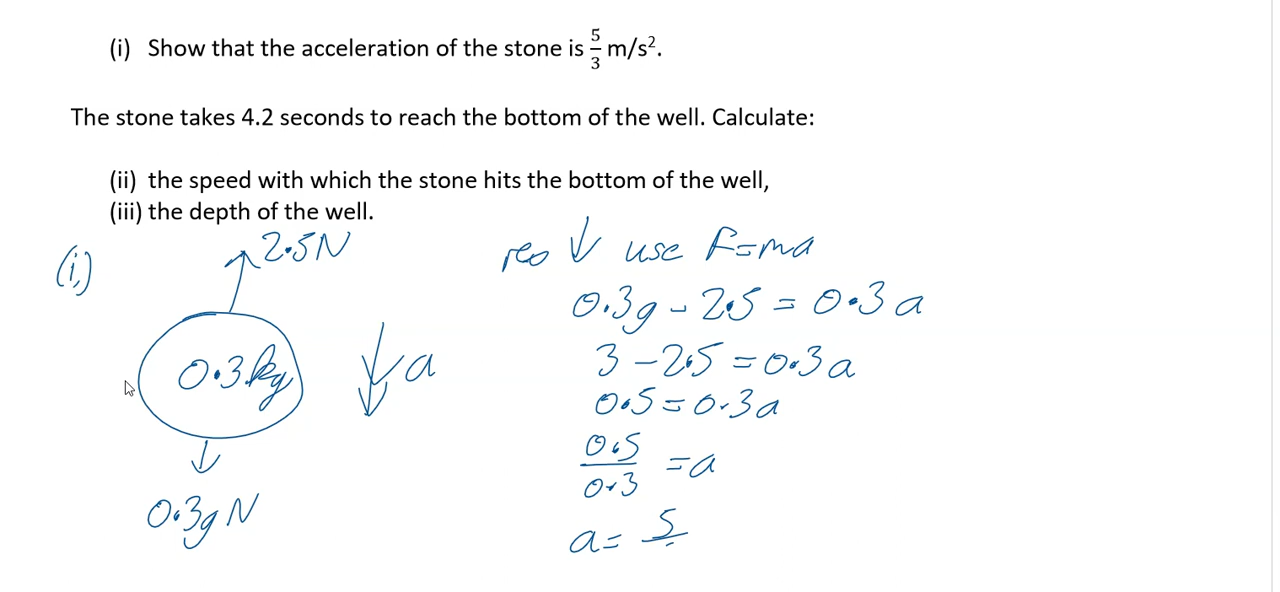 (i) Show that the acceleration of the stone is 5/3 m/s².
The stone takes 4.2 seconds to reach the bottom of the well. Calculate:
(ii) the speed with which the stone hits the bottom of the well,
(iii) the depth of the well.
(i)
2.5N
0.3kg
a
0.3g N
res ↓ use F=ma
0.3g - 2.5 = 0.3a
3 - 2.5 = 0.3a
0.5 = 0.3a
0.5/0.3 = a
a = 5